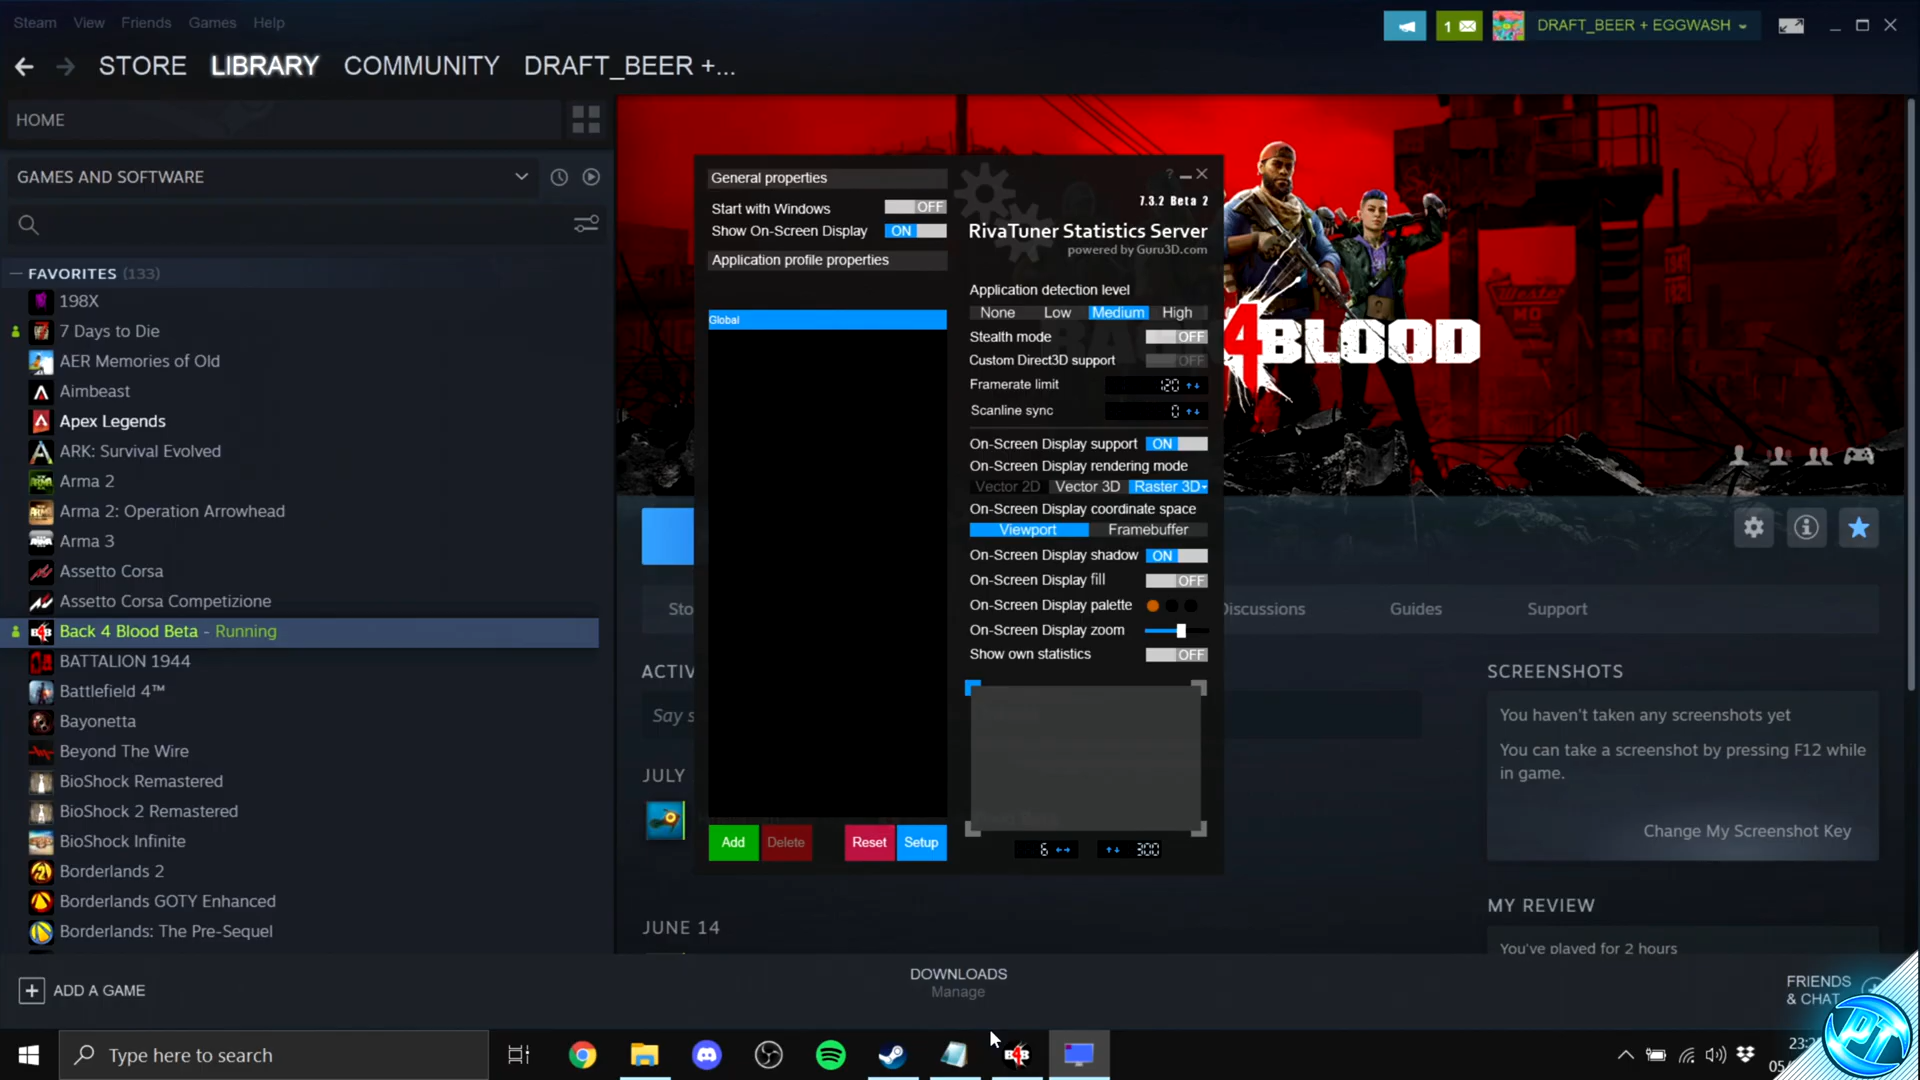 Steam View Friends Games Help
1 DRAFT_BEER + EGGWASH
STORE LIBRARY COMMUNITY DRAFT_BEER +...
HOME
GAMES AND SOFTWARE
FAVORITES (133)
198X
7 Days to Die
AER Memories of Old
Aimbeast
Apex Legends
ARK: Survival Evolved
Arma 2
Arma 2: Operation Arrowhead
Arma 3
Assetto Corsa
Assetto Corsa Competizione
Back 4 Blood Beta - Running
BATTALION 1944
Battlefield 4™
Bayonetta
Beyond The Wire
BioShock Remastered
BioShock 2 Remastered
BioShock Infinite
Borderlands 2
Borderlands GOTY Enhanced
Borderlands: The Pre-Sequel
ADD A GAME
General properties
Start with Windows OFF
Show On-Screen Display ON
Application profile properties
Global
Add Delete Reset Setup
?
7.3.2 Beta 2
RivaTuner Statistics Server
powered by Guru3D.com
Application detection level
None Low Medium High
Stealth mode OFF
Custom Direct3D support OFF
Framerate limit 120
Scanline sync 0
On-Screen Display support ON
On-Screen Display rendering mode
Vector 2D Vector 3D Raster 3D
On-Screen Display coordinate space
Viewport Framebuffer
On-Screen Display shadow ON
On-Screen Display fill OFF
On-Screen Display palette
On-Screen Display zoom
Show own statistics OFF
6 300
4BLOOD
Sto Discussions Guides Support
ACTIV
Say s
JULY
JUNE 14
SCREENSHOTS
You haven't taken any screenshots yet
You can take a screenshot by pressing F12 while
in game.
Change My Screenshot Key
MY REVIEW
You've played for 2 hours
DOWNLOADS
Manage
FRIENDS
& CHAT
Type here to search
B4B
23:2
05